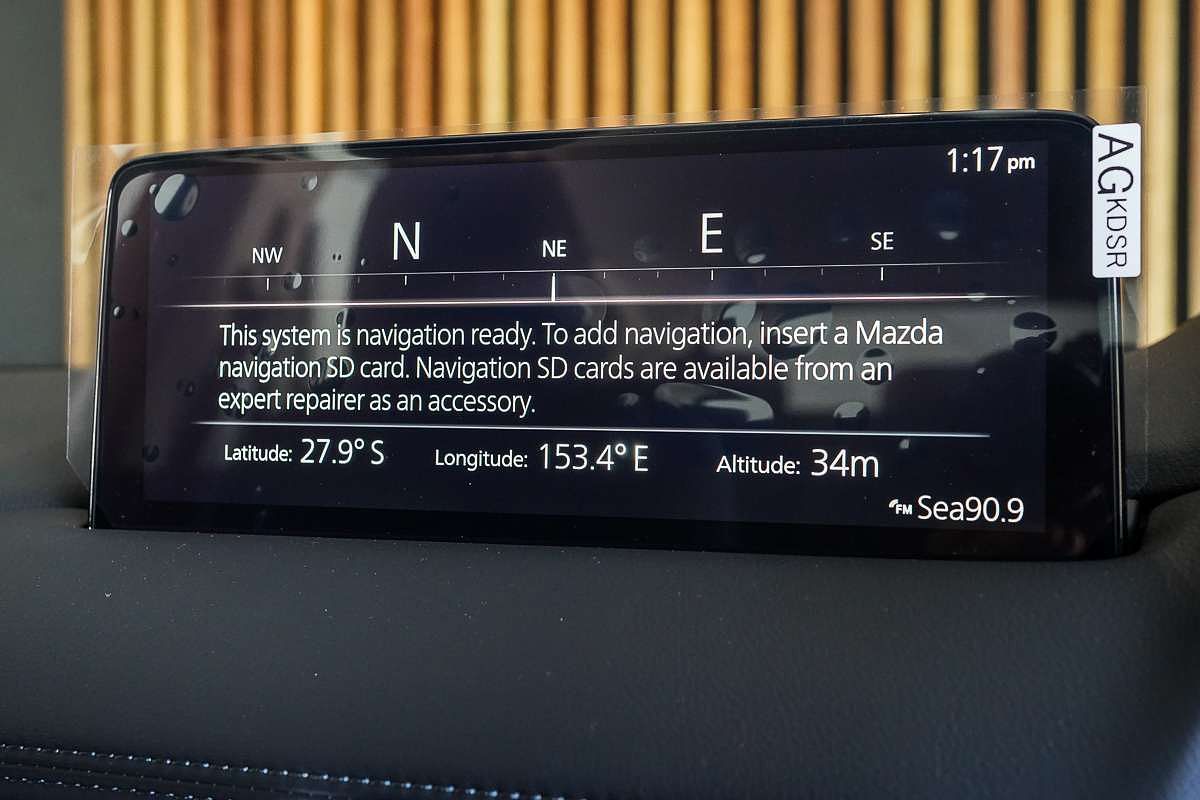 1:17 pm
NW N NE E SE
This system is navigation ready. To add navigation, insert a Mazda
navigation SD card. Navigation SD cards are available from an
expert repairer as an accessory.
Latitude: 27.9° S Longitude: 153.4° E Altitude: 34m
FM Sea90.9
AGKDSR